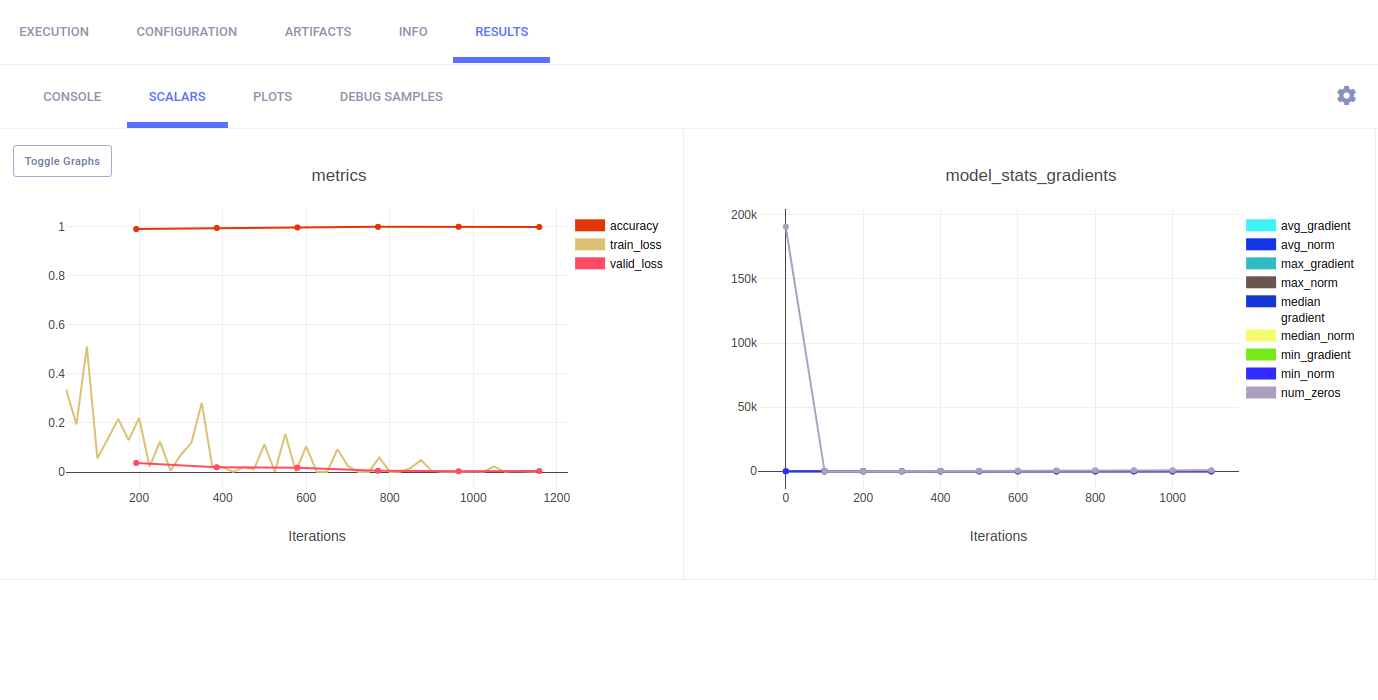 EXECUTION CONFIGURATION ARTIFACTS INFO RESULTS
CONSOLE SCALARS PLOTS DEBUG SAMPLES
Toggle Graphs
metrics
1
0.8
0.6
0.4
0.2
0
200 400 600 800 1000 1200
Iterations
accuracy
train_loss
valid_loss
model_stats_gradients
200k
150k
100k
50k
0
0 200 400 600 800 1000
Iterations
avg_gradient
avg_norm
max_gradient
max_norm
median
gradient
median_norm
min_gradient
min_norm
num_zeros